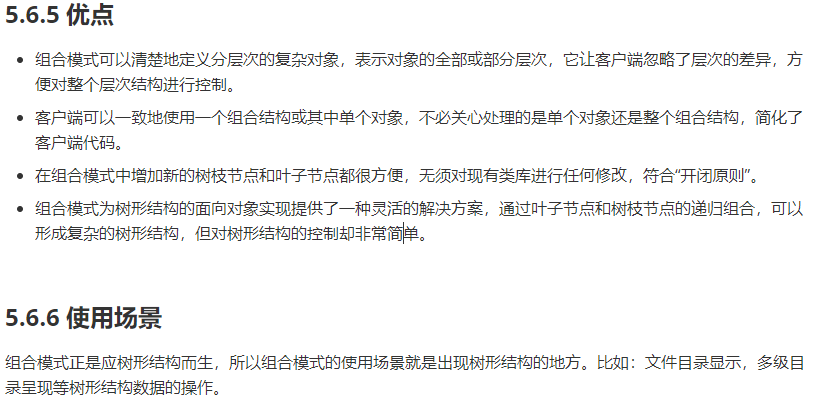 5.6.5 优点
组合模式可以清楚地定义分层次的复杂对象，表示对象的全部或部分层次，它让客户端忽略了层次的差异，方
便对整个层次结构进行控制。
客户端可以一致地使用一个组合结构或其中单个对象，不必关心处理的是单个对象还是整个组合结构，简化了
客户端代码。
在组合模式中增加新的树枝节点和叶子节点都很方便，无须对现有类库进行任何修改，符合“开闭原则”。
组合模式为树形结构的面向对象实现提供了一种灵活的解决方案，通过叶子节点和树枝节点的递归组合，可以
形成复杂的树形结构，但对树形结构的控制却非常简单。
5.6.6 使用场景
组合模式正是应树形结构而生，所以组合模式的使用场景就是出现树形结构的地方。比如：文件目录显示，多级目
录呈现等树形结构数据的操作。